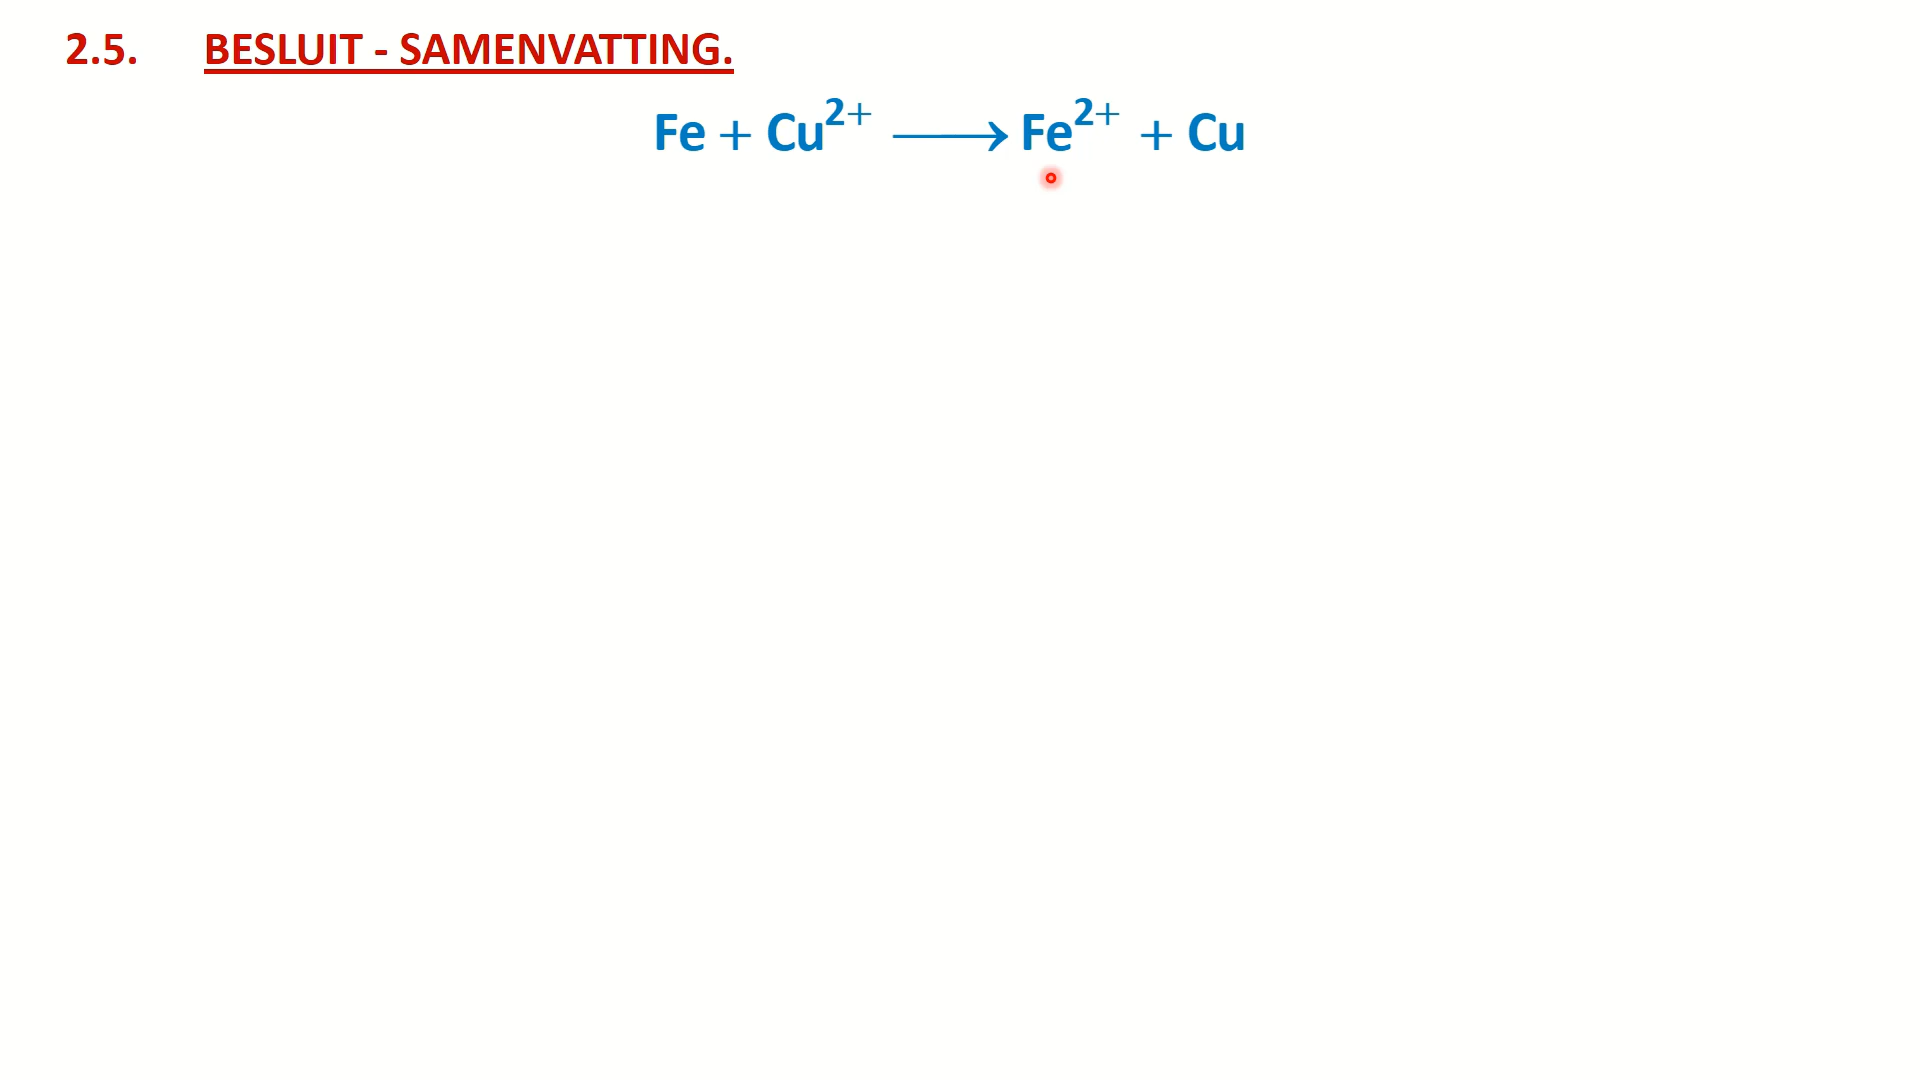 2.5. BESLUIT - SAMENVATTING.
Fe + Cu²⁺ ⟶ Fe²⁺ + Cu